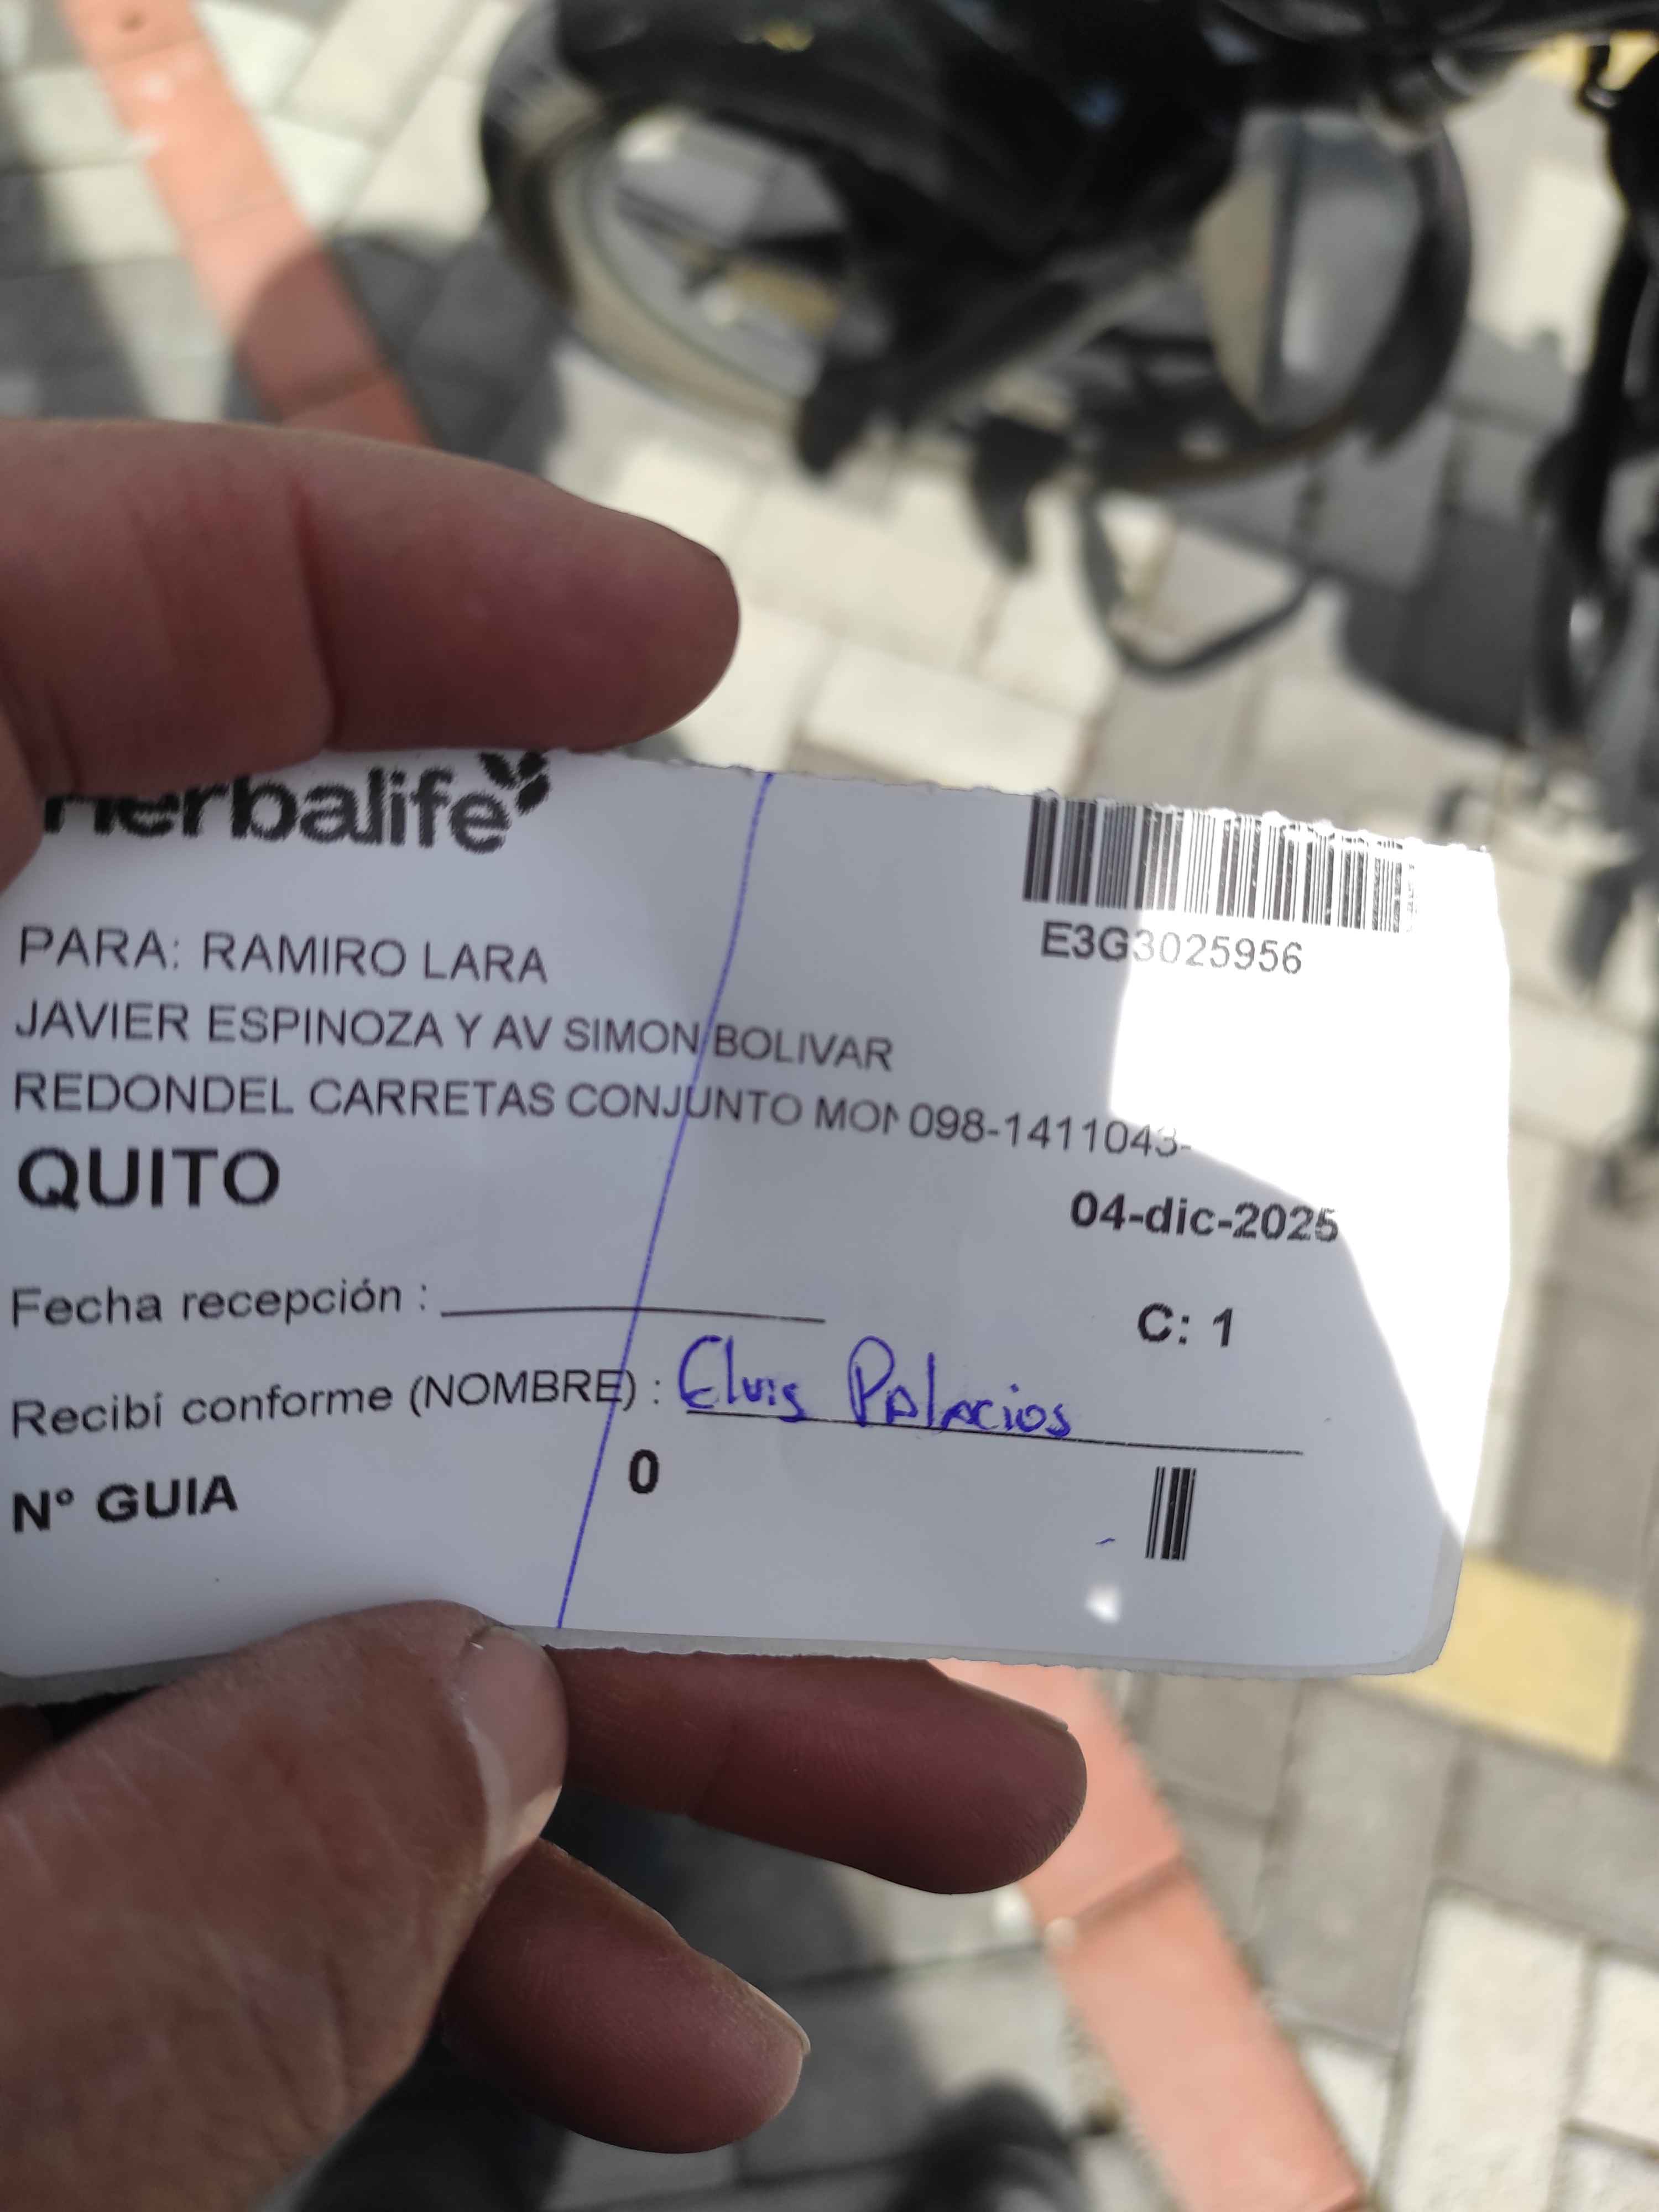 herbalife
E3G3025956
PARA: RAMIRO LARA
JAVIER ESPINOZA Y AV SIMON BOLIVAR
REDONDEL CARRETAS CONJUNTO MON 098-1411043-
QUITO
04-dic-2025
Fecha recepción :
C: 1
Recibí conforme (NOMBRE) : Elvis Palacios
N° GUIA 0